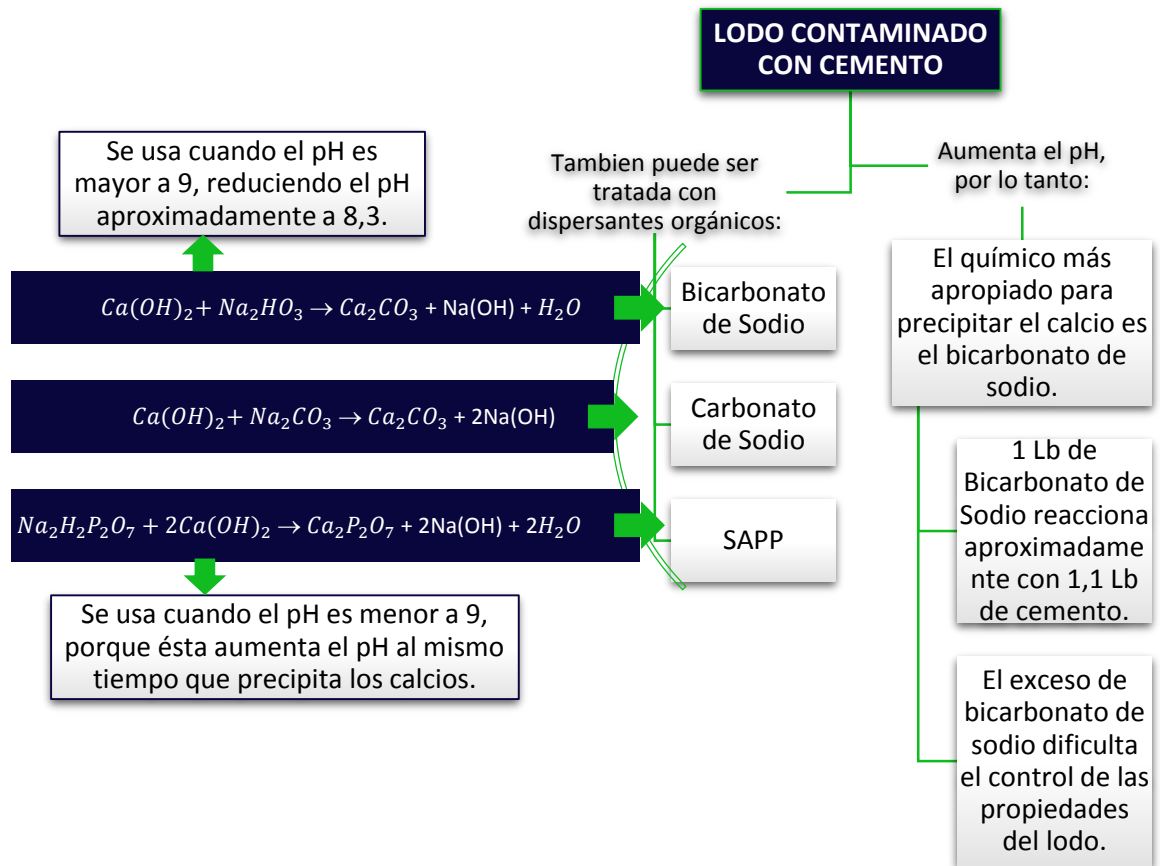 LODO CONTAMINADO
CON CEMENTO
Se usa cuando el pH es
mayor a 9, reduciendo el pH
aproximadamente a 8,3.
Tambien puede ser
tratada con
dispersantes orgánicos:
Aumenta el pH,
por lo tanto:
Ca(OH)₂ + Na₂HO₃ → Ca₂CO₃ + Na(OH) + H₂O
Bicarbonato
de Sodio
Ca(OH)₂ + Na₂CO₃ → Ca₂CO₃ + 2Na(OH)
Carbonato
de Sodio
Na₂H₂P₂O₇ + 2Ca(OH)₂ → Ca₂P₂O₇ + 2Na(OH) + 2H₂O
SAPP
Se usa cuando el pH es menor a 9,
porque ésta aumenta el pH al mismo
tiempo que precipita los calcios.
El químico más
apropiado para
precipitar el calcio es
el bicarbonato de
sodio.
1 Lb de
Bicarbonato de
Sodio reacciona
aproximadame
nte con 1,1 Lb
de cemento.
El exceso de
bicarbonato de
sodio dificulta
el control de las
propiedades
del lodo.